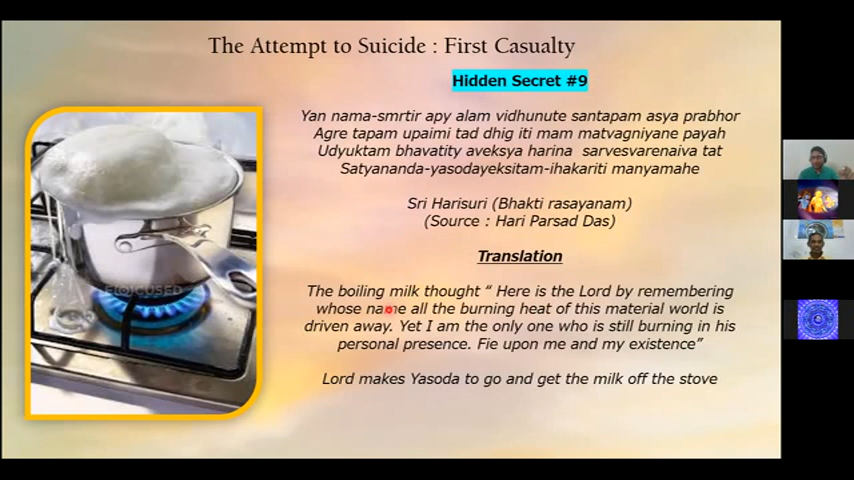 The Attempt to Suicide : First Casualty
Hidden Secret #9
Yan nama-smrtir apy alam vidhunute santapam asya prabhor
Agre tapam upaimi tad dhig iti mam matvagniyane payah
Udyuktam bhavatity aveksya harina sarvesvarenaiva tat
Satyananda-yasodayeksitam-ihakariti manyamahe
Sri Harisuri (Bhakti rasayanam)
(Source : Hari Parsad Das)
Translation
The boiling milk thought “ Here is the Lord by remembering
whose name all the burning heat of this material world is
driven away. Yet I am the only one who is still burning in his
personal presence. Fie upon me and my existence”
Lord makes Yasoda to go and get the milk off the stove